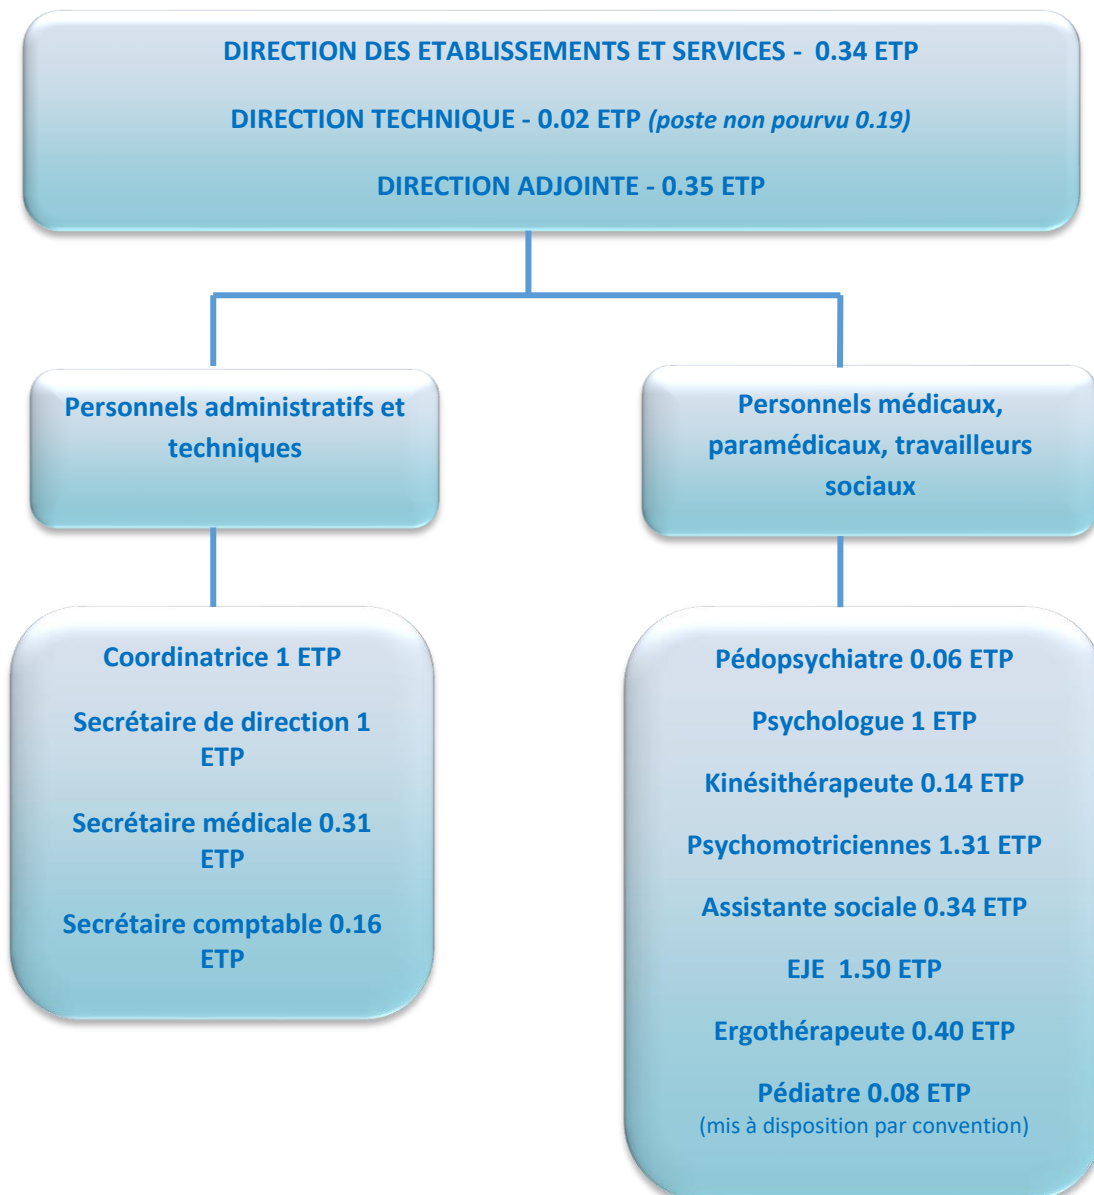 DIRECTION DES ETABLISSEMENTS ET SERVICES - 0.34 ETP
DIRECTION TECHNIQUE - 0.02 ETP (poste non pourvu 0.19)
DIRECTION ADJOINTE - 0.35 ETP
Personnels administratifs et
techniques
Personnels médicaux,
paramédicaux, travailleurs
sociaux
Coordinatrice 1 ETP
Secrétaire de direction 1
ETP
Secrétaire médicale 0.31
ETP
Secrétaire comptable 0.16
ETP
Pédopsychiatre 0.06 ETP
Psychologue 1 ETP
Kinésithérapeute 0.14 ETP
Psychomotriciennes 1.31 ETP
Assistante sociale 0.34 ETP
EJE 1.50 ETP
Ergothérapeute 0.40 ETP
Pédiatre 0.08 ETP
(mis à disposition par convention)